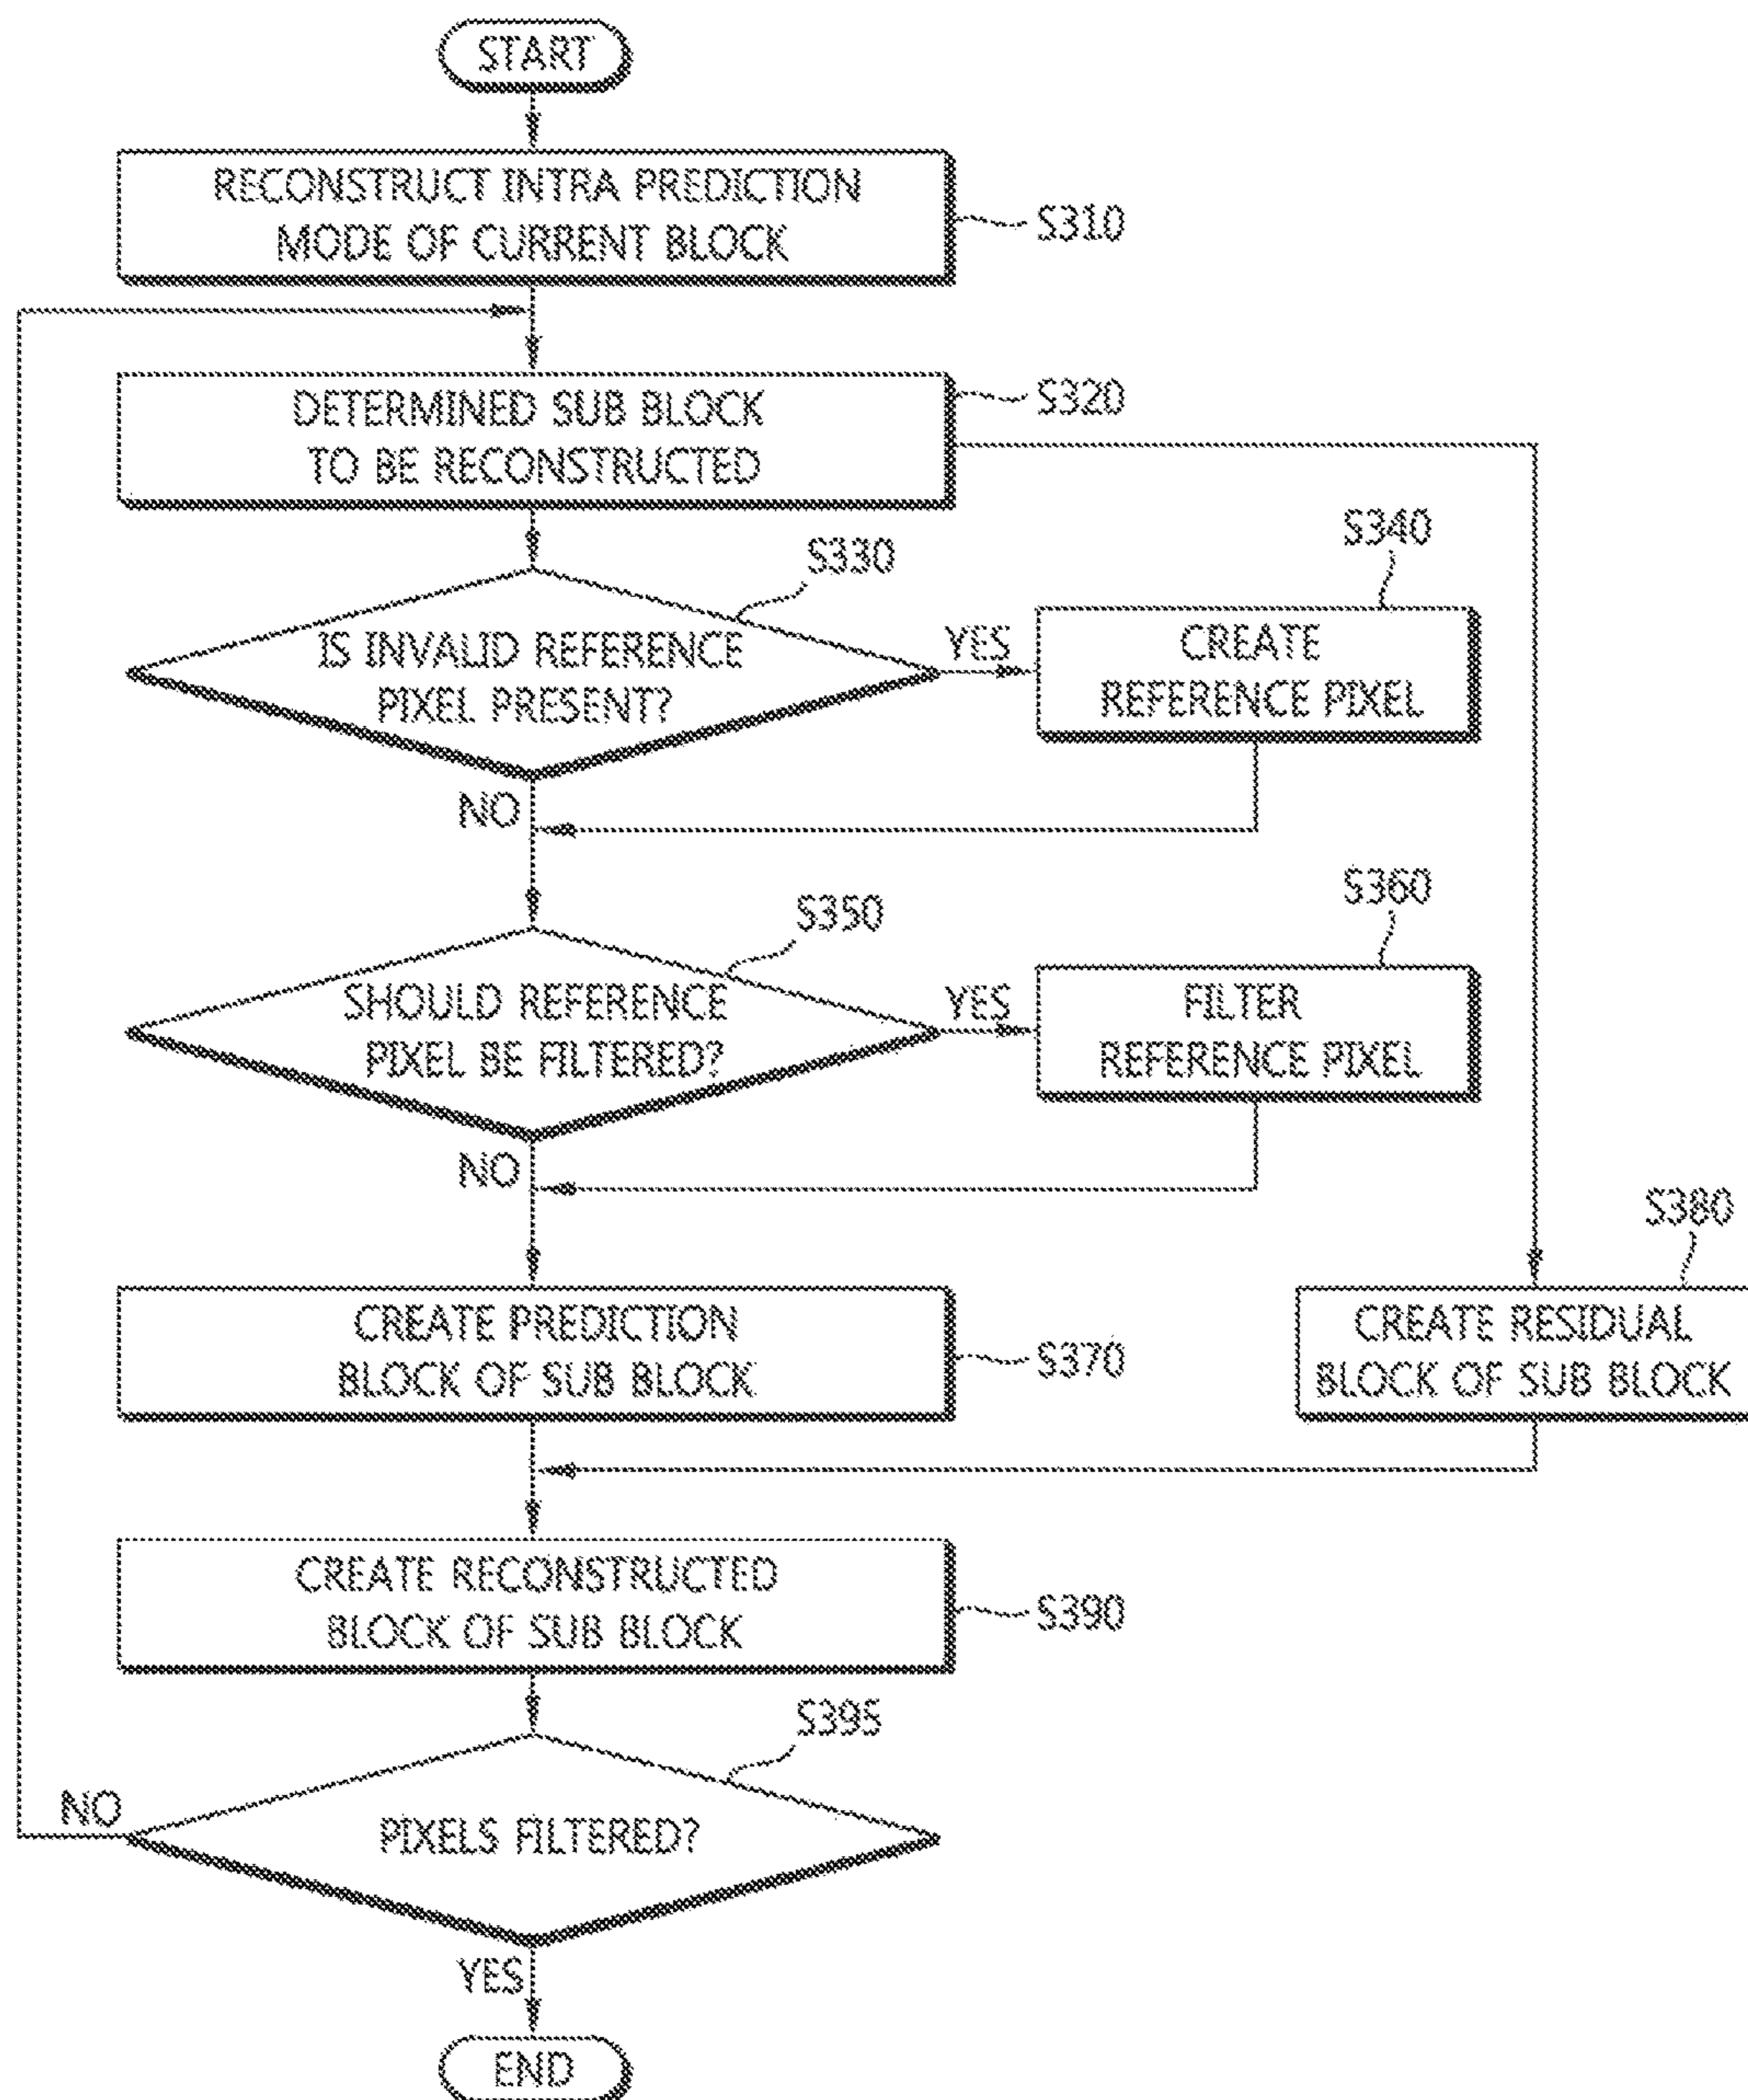 START
RECONSTRUCT INTRA PREDICTION
MODE OF CURRENT BLOCK
S310
DETERMINED SUB BLOCK
TO BE RECONSTRUCTED
S320
S330
IS INVALID REFERENCE
PIXEL PRESENT?
YES
NO
S340
CREATE
REFERENCE PIXEL
S350
SHOULD REFERENCE
PIXEL BE FILTERED?
YES
NO
S360
FILTER
REFERENCE PIXEL
CREATE PREDICTION
BLOCK OF SUB BLOCK
S370
S380
CREATE RESIDUAL
BLOCK OF SUB BLOCK
CREATE RECONSTRUCTED
BLOCK OF SUB BLOCK
S390
S395
PIXELS FILTERED?
NO
YES
END